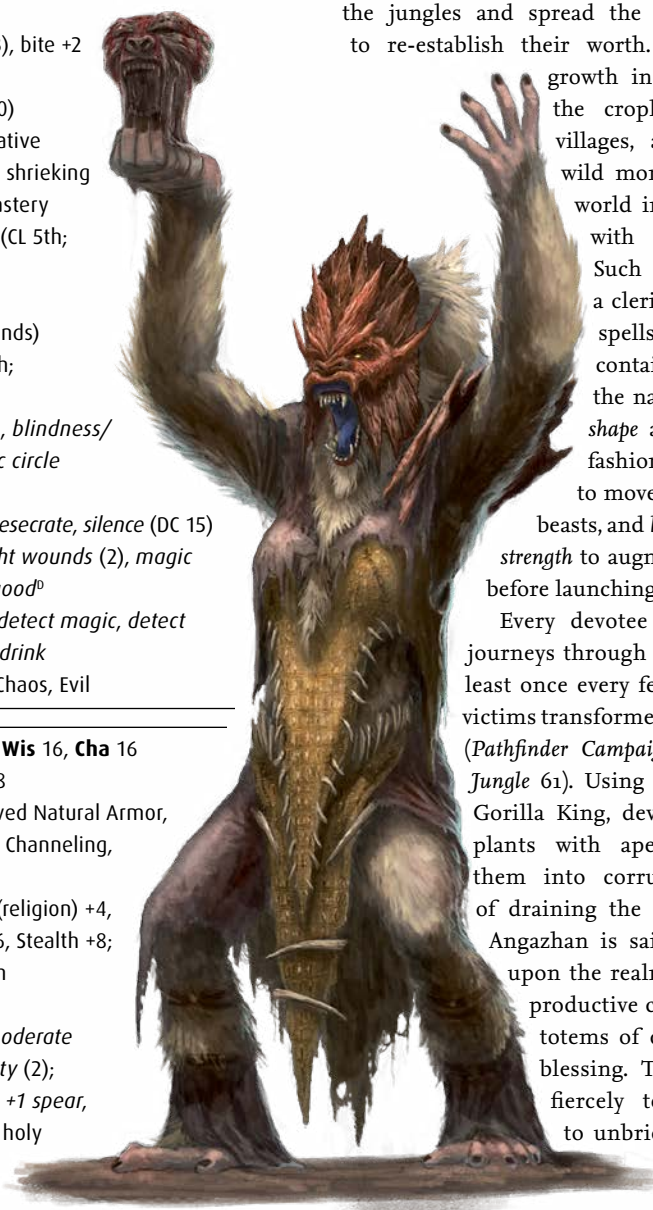 ), bite +2
0)
ative
shrieking
stery
(CL 5th;
nds)
h;
, blindness/
c circle
esecrate, silence (DC 15)
ht wounds (2), magic
goodᴰ
detect magic, detect
drink
Chaos, Evil
Wis 16, Cha 16
8
ved Natural Armor,
Channeling,
(religion) +4,
6, Stealth +8;
n
oderate
ty (2);
+1 spear,
holy
the jungles and spread the
to re-establish their worth.
growth in
the cropl
villages, a
wild mon
world in
with
Such
a cleri
spells
contai
the na
shape a
fashion
to move
beasts, and
strength to augm
before launching
Every devotee
journeys through
least once every fe
victims transforme
(Pathfinder Campaig
Jungle 61). Using
Gorilla King, dev
plants with ape
them into corru
of draining the
Angazhan is sai
upon the realm
productive c
totems of
blessing. T
fiercely to
to unbrid